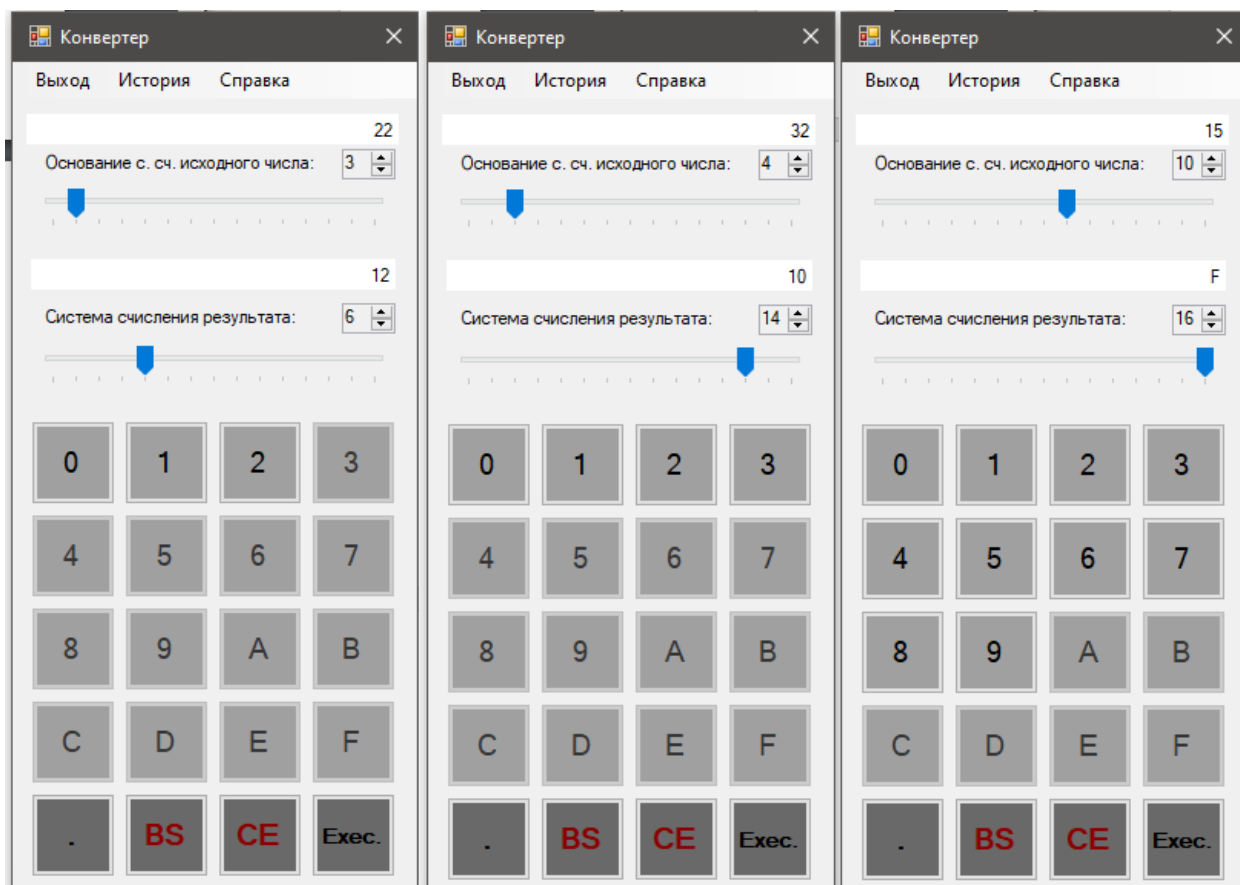 Конвертер
Выход История Справка
22
Основание с. сч. исходного числа: 3
12
Система счисления результата: 6
0 1 2 3
4 5 6 7
8 9 A B
C D E F
. BS CE Exec.
Конвертер
Выход История Справка
32
Основание с. сч. исходного числа: 4
10
Система счисления результата: 14
0 1 2 3
4 5 6 7
8 9 A B
C D E F
. BS CE Exec.
Конвертер
Выход История Справка
15
Основание с. сч. исходного числа: 10
F
Система счисления результата: 16
0 1 2 3
4 5 6 7
8 9 A B
C D E F
. BS CE Exec.